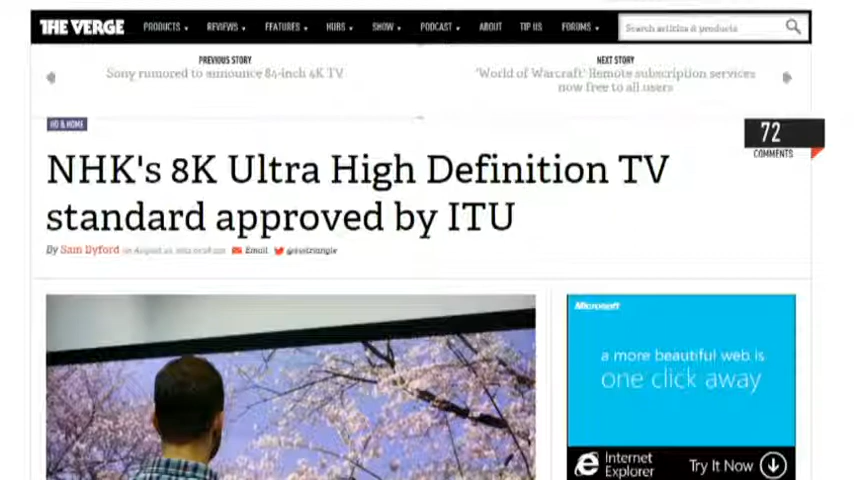 THE VERGE PRODUCTS REVIEWS FEATURES HUBS SHOW PODCAST ABOUT TIP US FORUMS Search articles & products
PREVIOUS STORY
Sony rumored to announce 84-inch 4K TV
NEXT STORY
'World of Warcraft' Remote subscription services
now free to all users
HD & HOME
72
COMMENTS
NHK's 8K Ultra High Definition TV
standard approved by ITU
By Sam Byford on August Email
Microsoft
a more beautiful web is
one click away
Internet
Explorer
Try It Now